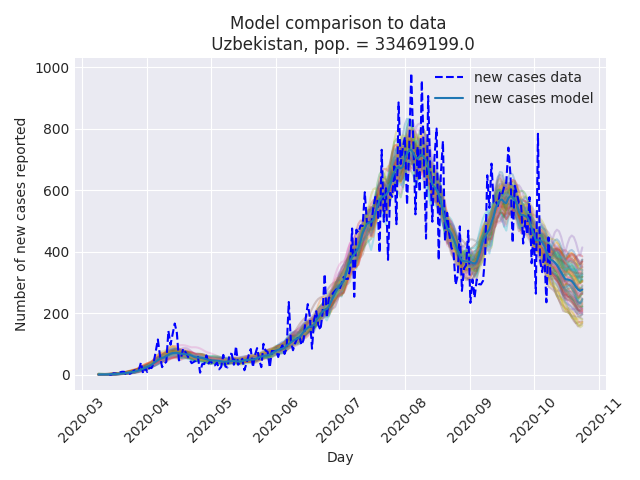 Model comparison to data
Uzbekistan, pop. = 33469199.0
new cases data
new cases model
Number of new cases reported
1000
800
600
400
200
0
2020-03
2020-04
2020-05
2020-06
2020-07
2020-08
2020-09
2020-10
2020-11
Day